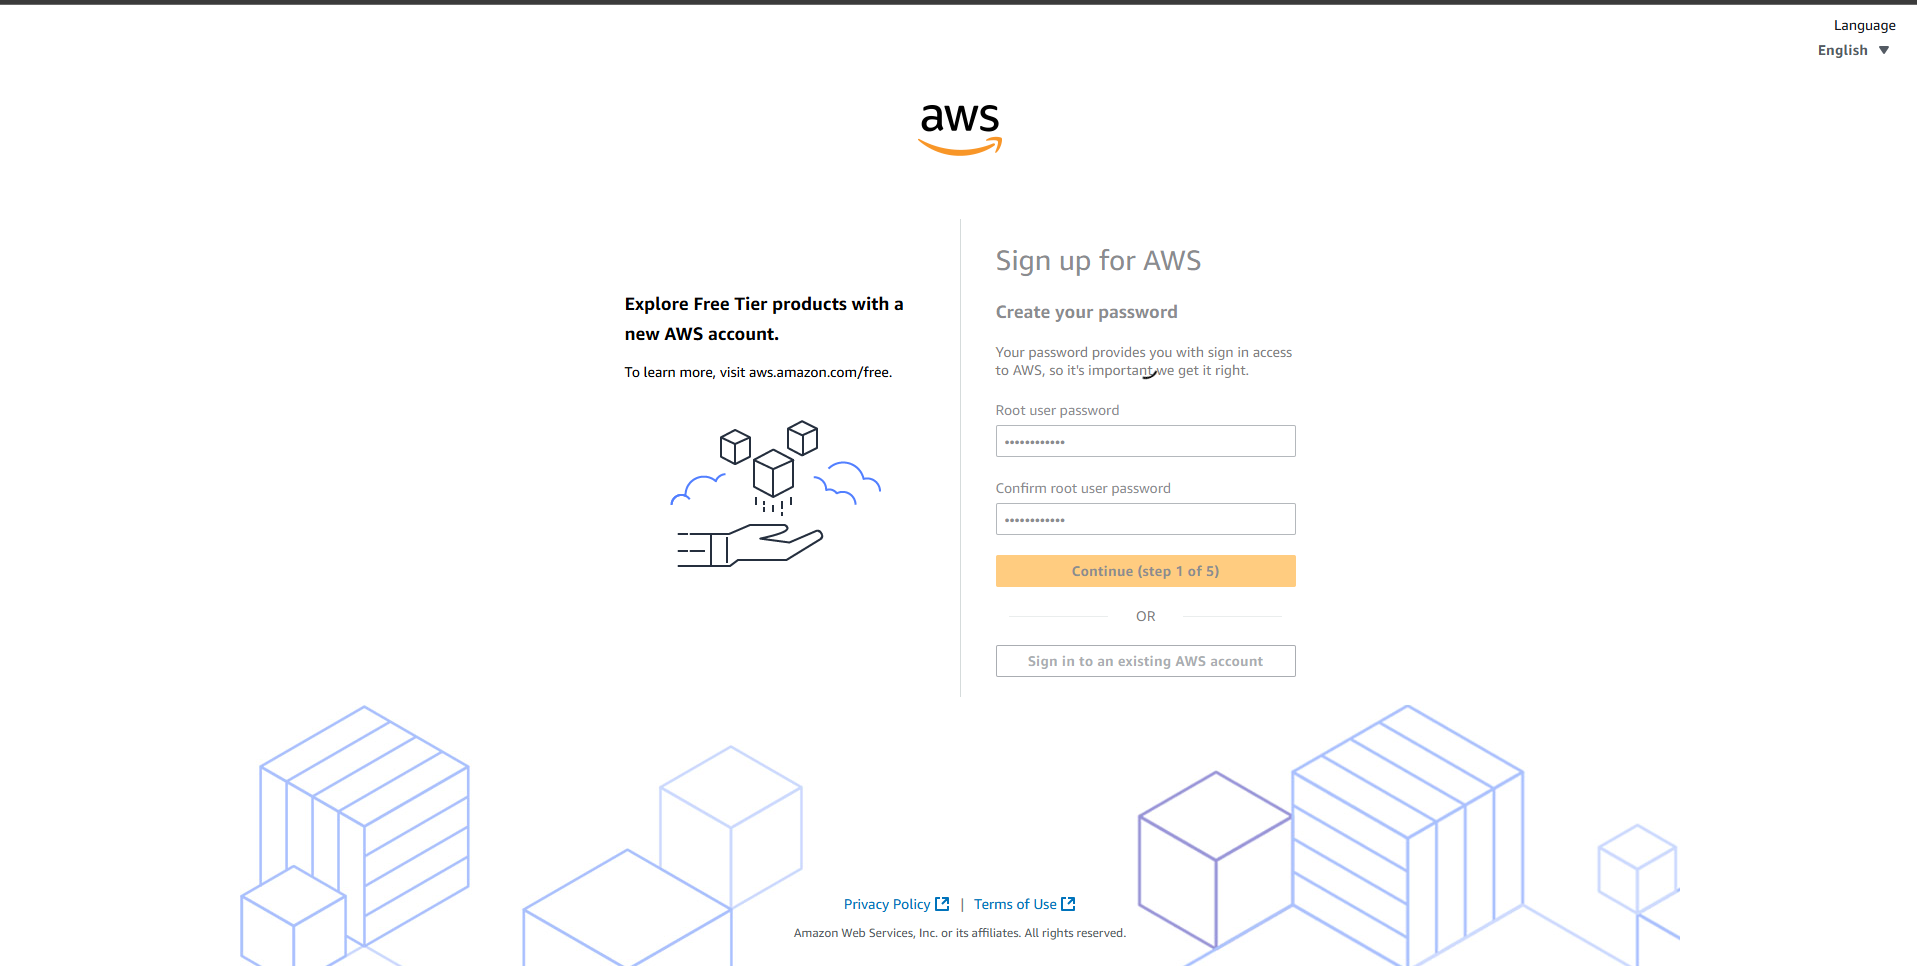 Language
English
aws
Explore Free Tier products with a
new AWS account.
To learn more, visit aws.amazon.com/free.
Sign up for AWS
Create your password
Your password provides you with sign in access
to AWS, so it's important we get it right.
Root user password
••••••••••••
Confirm root user password
••••••••••••
Continue (step 1 of 5)
OR
Sign in to an existing AWS account
Privacy Policy | Terms of Use
Amazon Web Services, Inc. or its affiliates. All rights reserved.